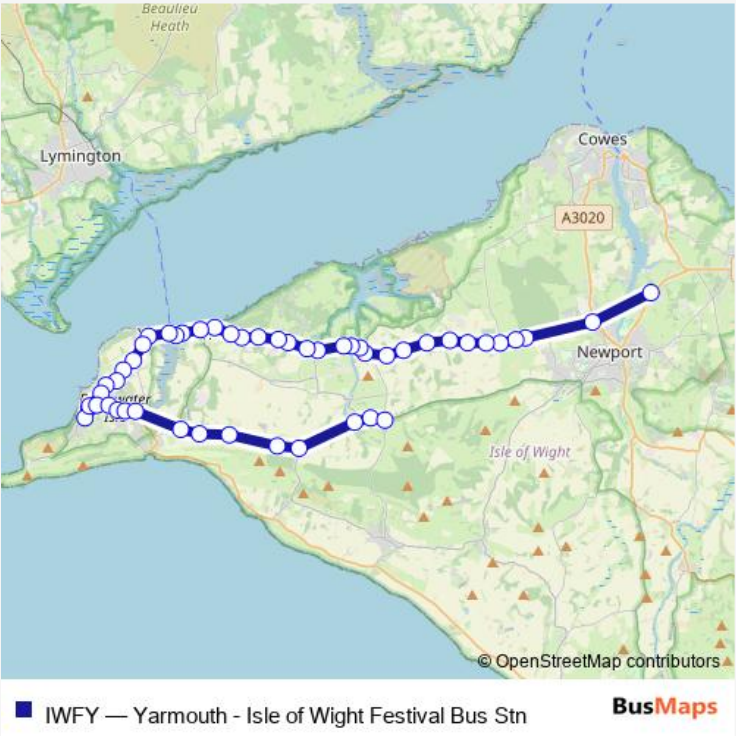 Beaulieu
Heath
Lymington
Cowes
A3020
Newport
Isle of Wight
© OpenStreetMap contributors
IWFY — Yarmouth - Isle of Wight Festival Bus Stn
BusMaps